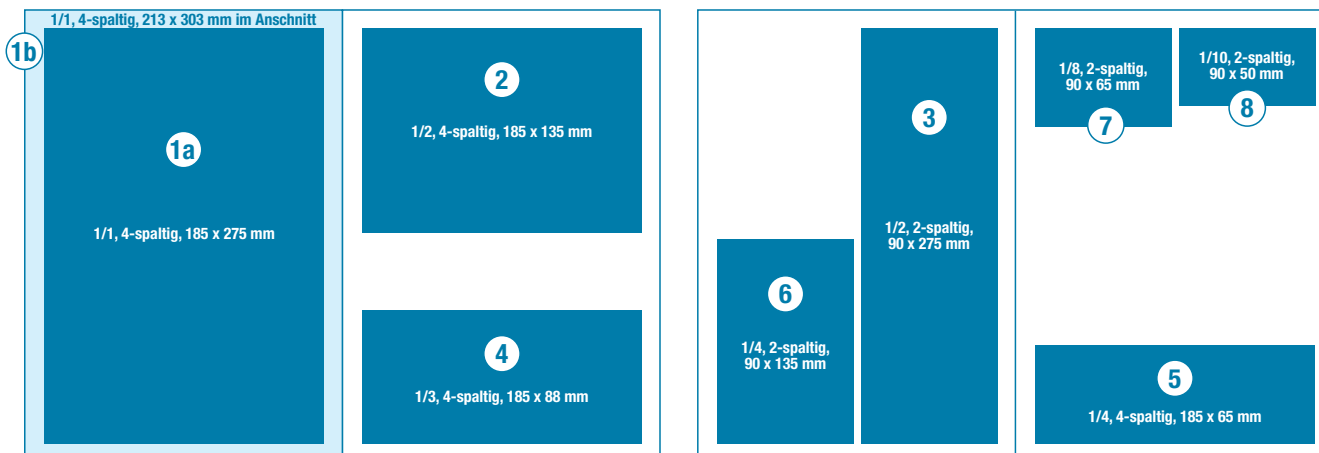 1/1, 4-spaltig, 213 x 303 mm im Anschnitt
1b
1a
1/1, 4-spaltig, 185 x 275 mm
2
1/2, 4-spaltig, 185 x 135 mm
4
1/3, 4-spaltig, 185 x 88 mm
3
1/2, 2-spaltig,
90 x 275 mm
6
1/4, 2-spaltig,
90 x 135 mm
1/8, 2-spaltig,
90 x 65 mm
7
1/10, 2-spaltig,
90 x 50 mm
8
5
1/4, 4-spaltig, 185 x 65 mm